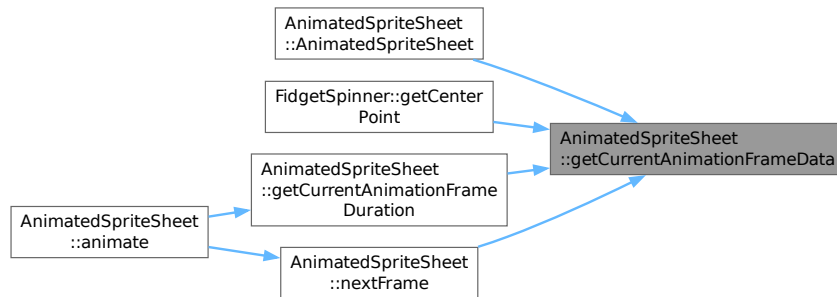 AnimatedSpriteSheet
::AnimatedSpriteSheet
FidgetSpinner::getCenter
Point
AnimatedSpriteSheet
::getCurrentAnimationFrameData
AnimatedSpriteSheet
::getCurrentAnimationFrame
Duration
AnimatedSpriteSheet
::animate
AnimatedSpriteSheet
::nextFrame